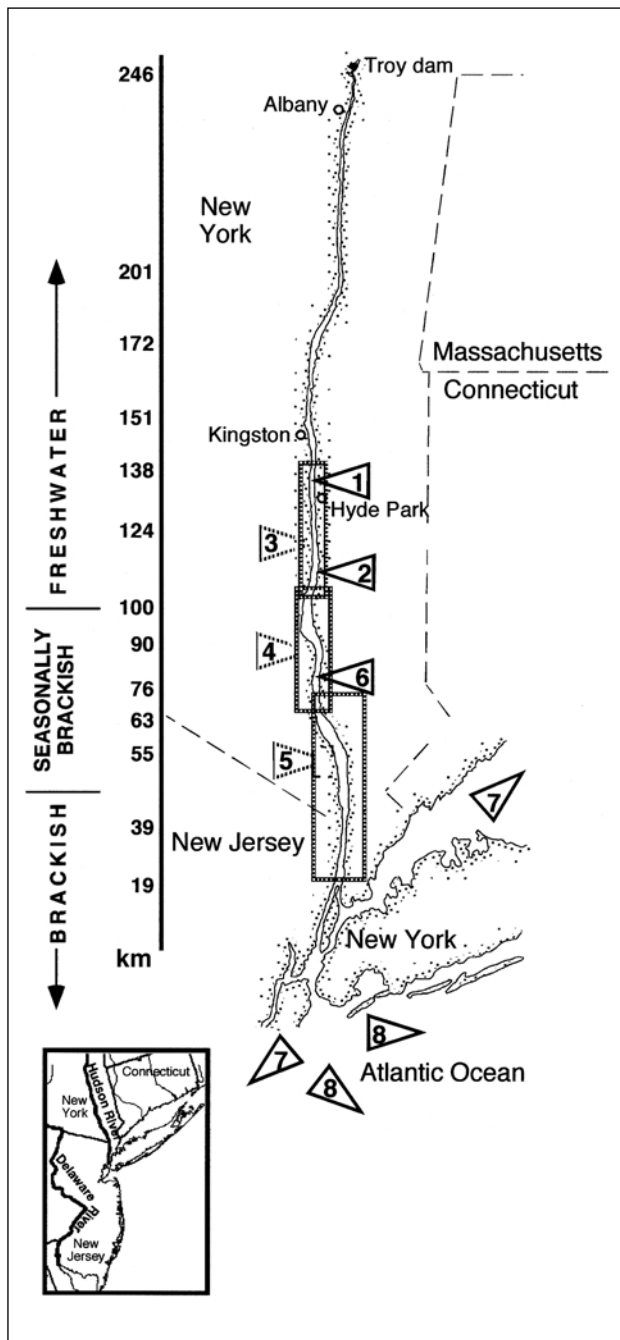 246
Troy dam
Albany
New
York
201
172
Massachusetts
Connecticut
151
Kingston
138
1
Hyde Park
124
3
2
FRESHWATER
100
90
4
SEASONALLY
BRACKISH
76
6
63
55
5
7
39
New Jersey
BRACKISH
19
New York
km
8
7
8
Atlantic Ocean
Hudson River
Connecticut
New
York
Delaware
River
New
Jersey